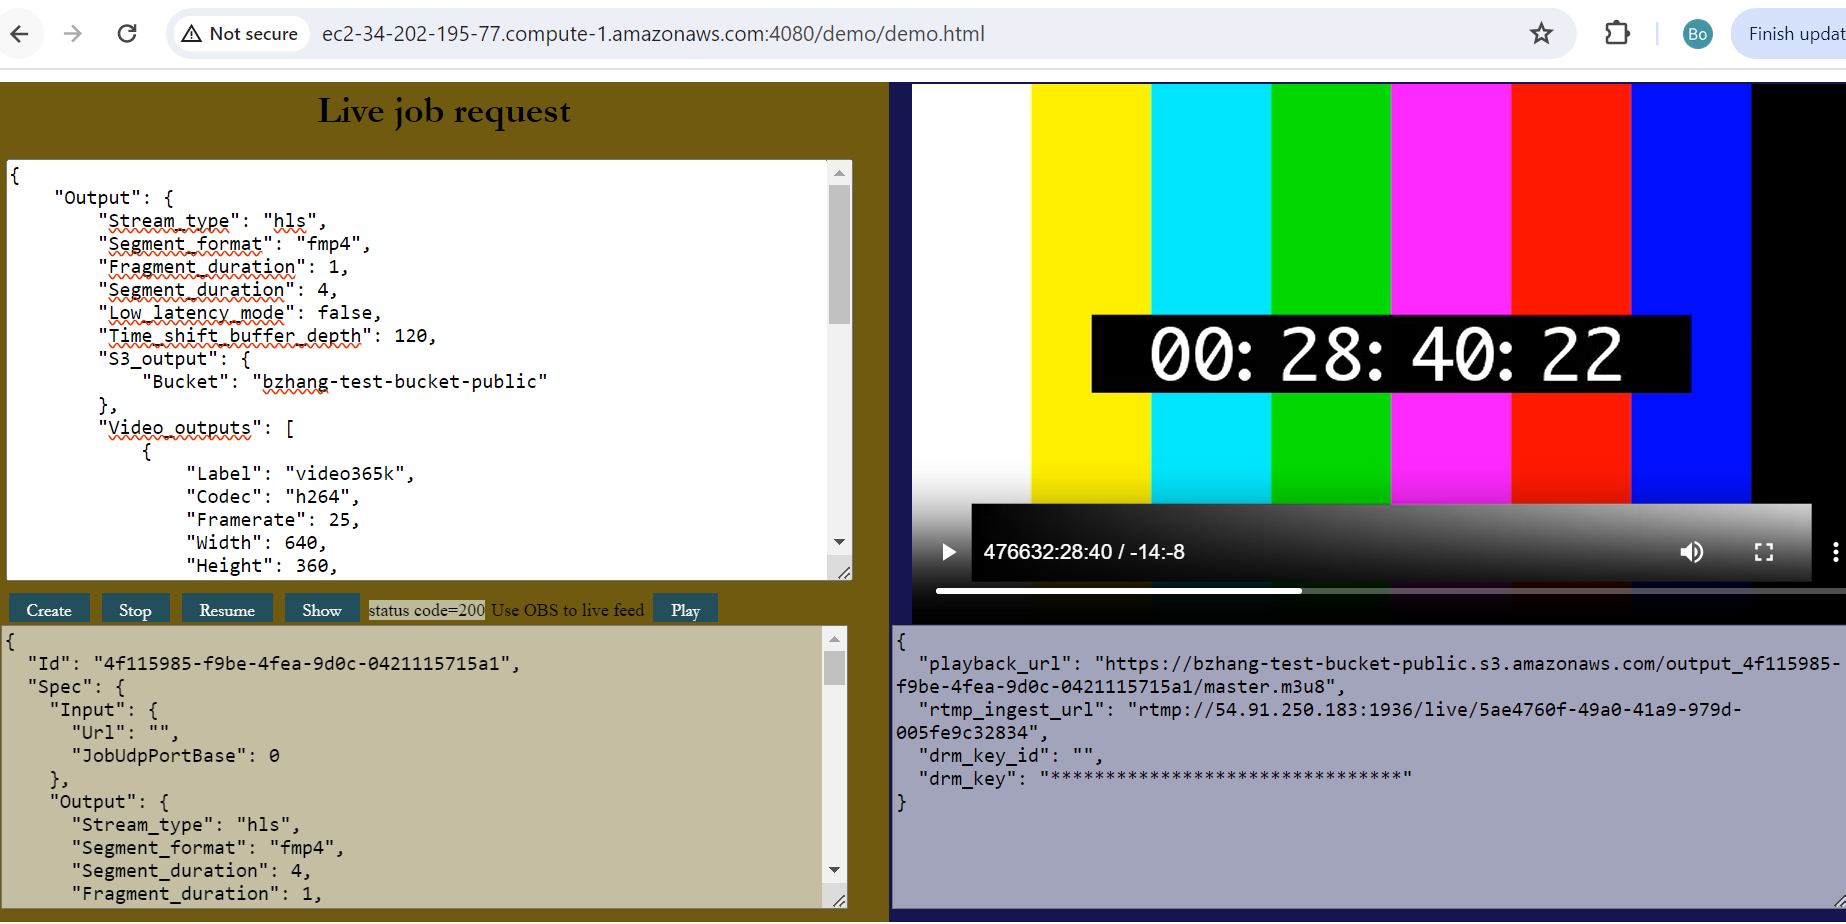 Not secure
ec2-34-202-195-77.compute-1.amazonaws.com:4080/demo/demo.html
Bo
Finish updat
Live job request
{
"Output": {
"Stream_type": "hls",
"Segment_format": "fmp4",
"Fragment_duration": 1,
"Segment_duration": 4,
"Low_latency_mode": false,
"Time_shift_buffer_depth": 120,
"S3_output": {
"Bucket": "bzhang-test-bucket-public"
},
"Video_outputs": [
{
"Label": "video365k",
"Codec": "h264",
"Framerate": 25,
"Width": 640,
"Height": 360,
Create Stop Resume Show status code=200 Use OBS to live feed Play
{
"Id": "4f115985-f9be-4fea-9d0c-0421115715a1",
"Spec": {
"Input": {
"Url": "",
"JobUdpPortBase": 0
},
"Output": {
"Stream_type": "hls",
"Segment_format": "fmp4",
"Segment_duration": 4,
"Fragment_duration": 1,
00: 28: 40: 22
476632:28:40 / -14:-8
{
"playback_url": "https://bzhang-test-bucket-public.s3.amazonaws.com/output_4f115985-
f9be-4fea-9d0c-0421115715a1/master.m3u8",
"rtmp_ingest_url": "rtmp://54.91.250.183:1936/live/5ae4760f-49a0-41a9-979d-
005fe9c32834",
"drm_key_id": "",
"drm_key": "********************************"
}